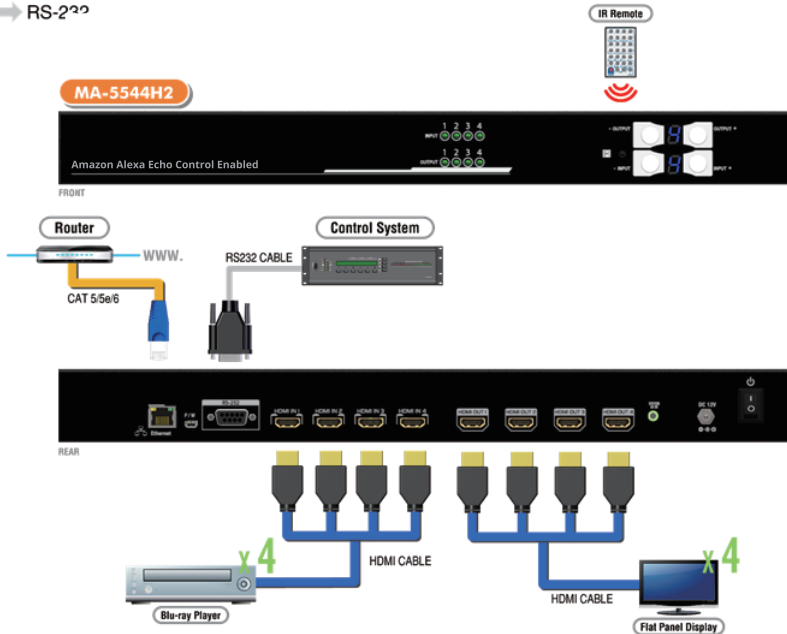 RS-232
IR Remote
MA-5544H2
1 2 3 4
INPUT
1 2 3 4
OUTPUT
- OUTPUT
OUTPUT +
- INPUT
INPUT +
Amazon Alexa Echo Control Enabled
FRONT
Router
Control System
WWW.
RS232 CABLE
CAT 5/5e/6
RS-232
F/W
HDMI IN 1
HDMI IN 2
HDMI IN 3
HDMI IN 4
HDMI OUT 1
HDMI OUT 2
HDMI OUT 3
HDMI OUT 4
DC 12V
Ethernet
REAR
x4
x4
HDMI CABLE
HDMI CABLE
Blu-ray Player
Flat Panel Display